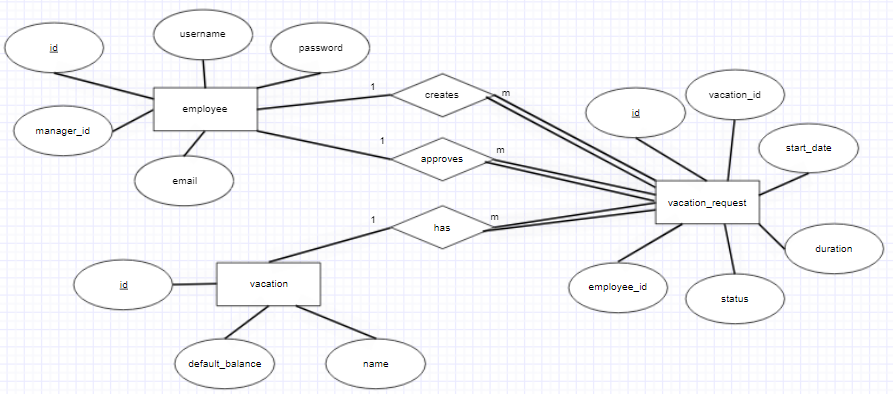 id
username
password
employee
manager_id
email
1
creates
m
1
approves
m
1
has
m
id
vacation_id
start_date
vacation_request
duration
employee_id
status
id
vacation
default_balance
name